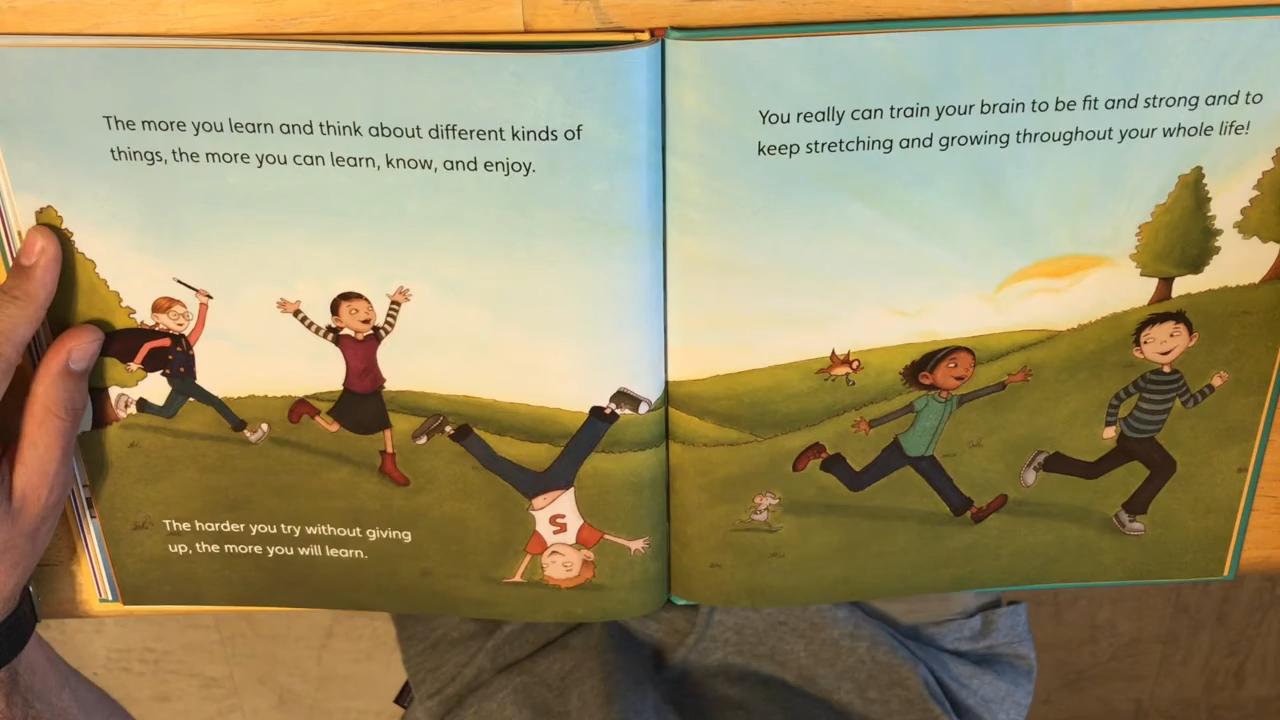 The more you learn and think about different kinds of
things, the more you can learn, know, and enjoy.
The harder you try without giving
up, the more you will learn.
5
You really can train your brain to be fit and strong and to
keep stretching and growing throughout your whole life!